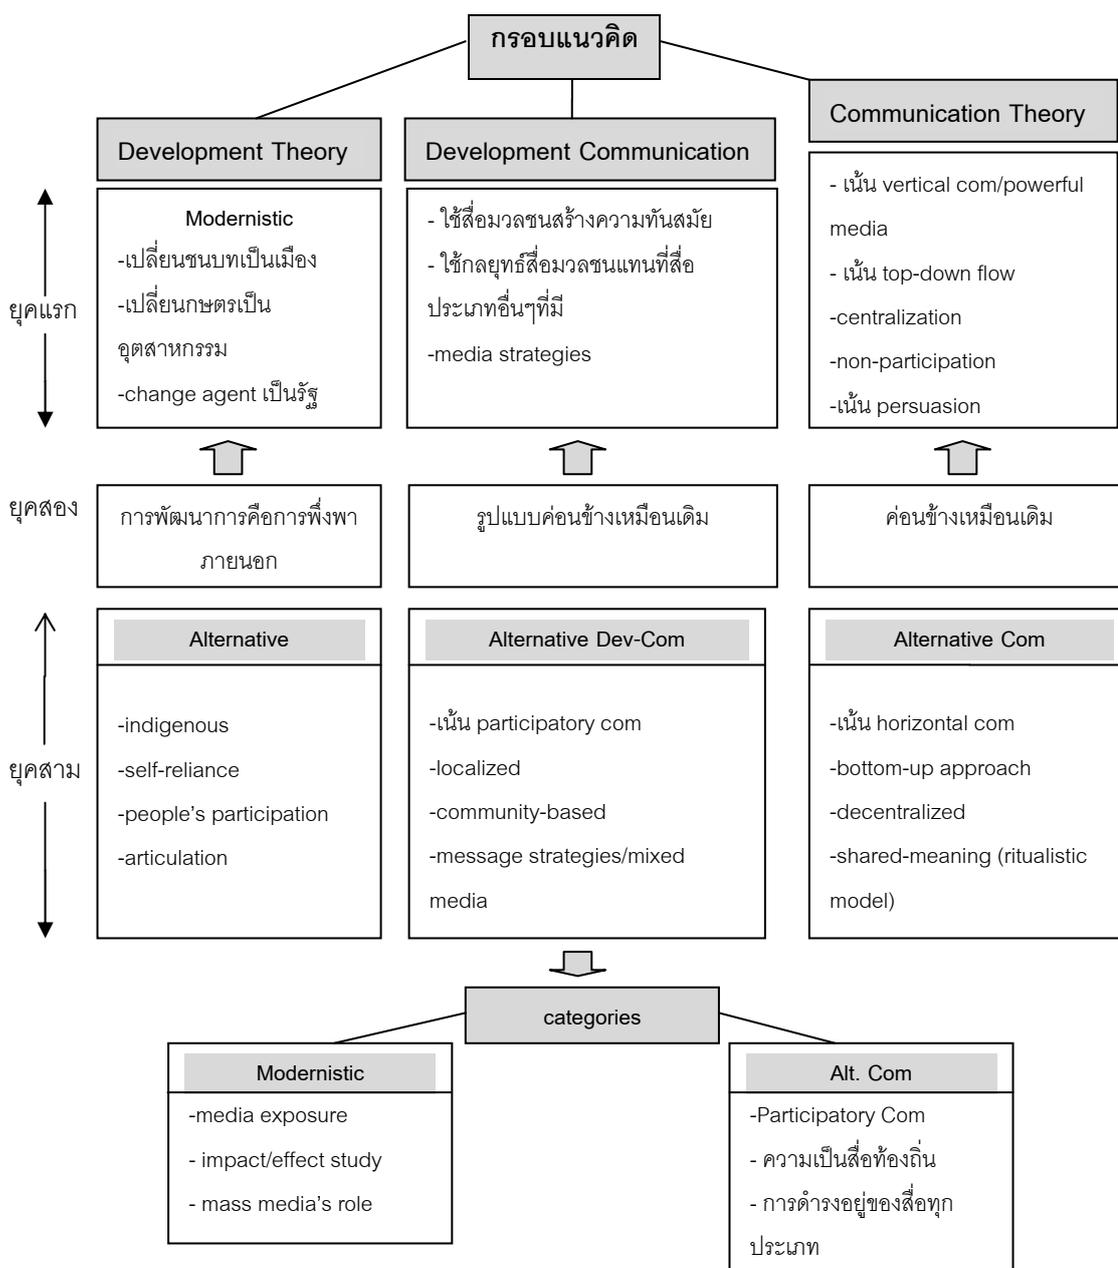 กรอบแนวคิด
Development Theory
Development Communication
Communication Theory
ยุคแรก
Modernistic
-เปลี่ยนชนบทเป็นเมือง
-เปลี่ยนกษตรเป็น
อุตสาหกรรม
-change agent เป็นรัฐ
- ใช้สื่อมวลชนสร้างความทันสมัย
- ใช้กลยุทธ์สื่อมวลชนแทนที่สื่อ
ประเภทอื่นๆที่มี
-media strategies
- เน้น vertical com/powerful
media
- เน้น top-down flow
-centralization
-non-participation
-เน้น persuasion
ยุคสอง
การพัฒนาการคือการพึ่งพา
ภายนอก
รูปแบบค่อนข้างเหมือนเดิม
ค่อนข้างเหมือนเดิม
ยุคสาม
Alternative
-indigenous
-self-reliance
-people's participation
-articulation
Alternative Dev-Com
-เน้น participatory com
-localized
-community-based
-message strategies/mixed
media
Alternative Com
-เน้น horizontal com
-bottom-up approach
-decentralized
-shared-meaning (ritualistic
model)
categories
Modernistic
-media exposure
- impact/effect study
- mass media's role
Alt. Com
-Participatory Com
- ความเป็นสื่อท้องถิ่น
- การดำรงอยู่ของสื่อทุก
ประเภท